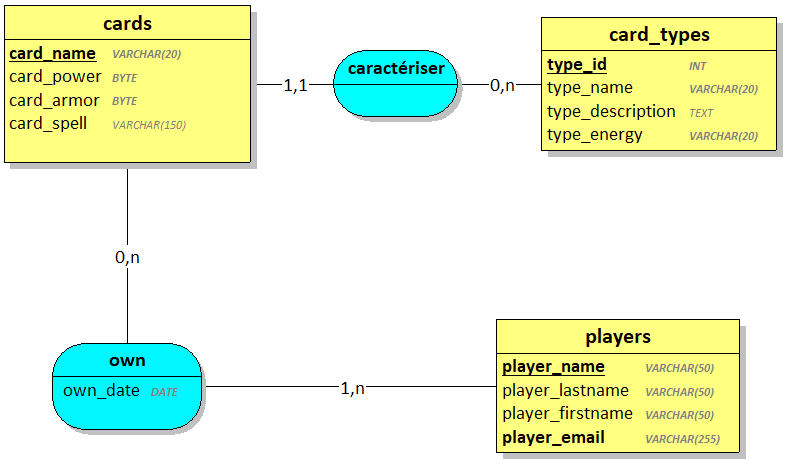 cards
card_name VARCHAR(20)
card_power BYTE
card_armor BYTE
card_spell VARCHAR(150)
1,1
caractériser
0,n
card_types
type_id INT
type_name VARCHAR(20)
type_description TEXT
type_energy VARCHAR(20)
0,n
own
own_date DATE
1,n
players
player_name VARCHAR(50)
player_lastname VARCHAR(50)
player_firstname VARCHAR(50)
player_email VARCHAR(255)